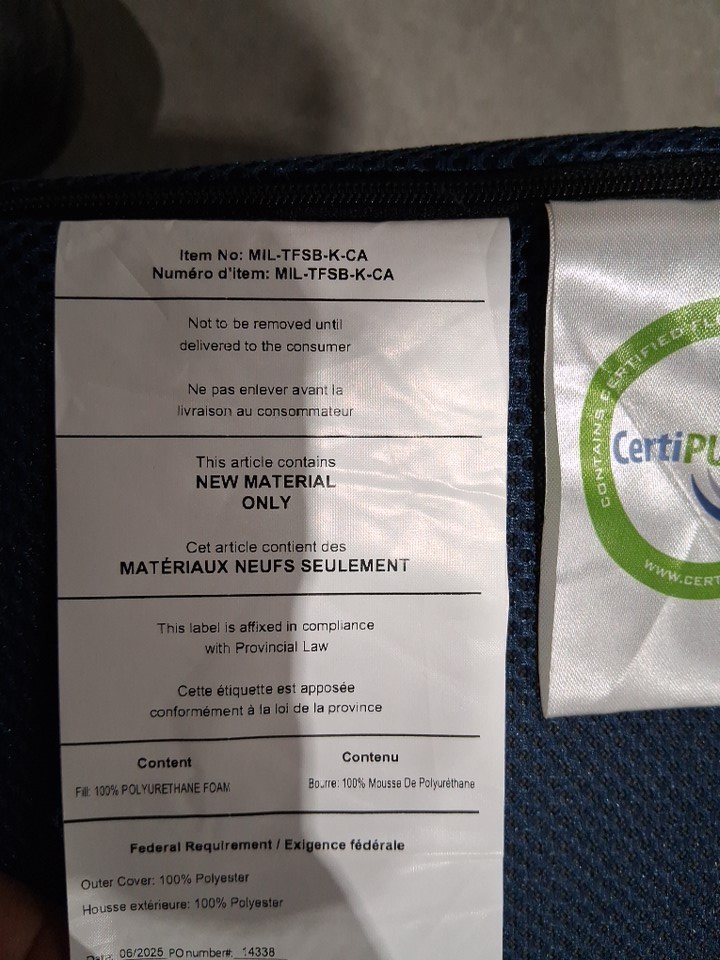 Item No: MIL-TFSB-K-CA
Numéro d'item: MIL-TFSB-K-CA
Not to be removed until
delivered to the consumer
Ne pas enlever avant la
livraison au consommateur
This article contains
NEW MATERIAL
ONLY
Cet article contient des
MATÉRIAUX NEUFS SEULEMENT
This label is affixed in compliance
with Provincial Law
Cette étiquette est apposée
conformément à la loi de la province
Content
Fill: 100% POLYURETHANE FOAM
Contenu
Bourre: 100% Mousse De Polyuréthane
Federal Requirement / Exigence fédérale
Outer Cover: 100% Polyester
Housse extérieure: 100% Polyester
Date: 06/2025 PO number#: 14338
CONTAINS CERTIFIED FL
CertiPU
WWW.CERT